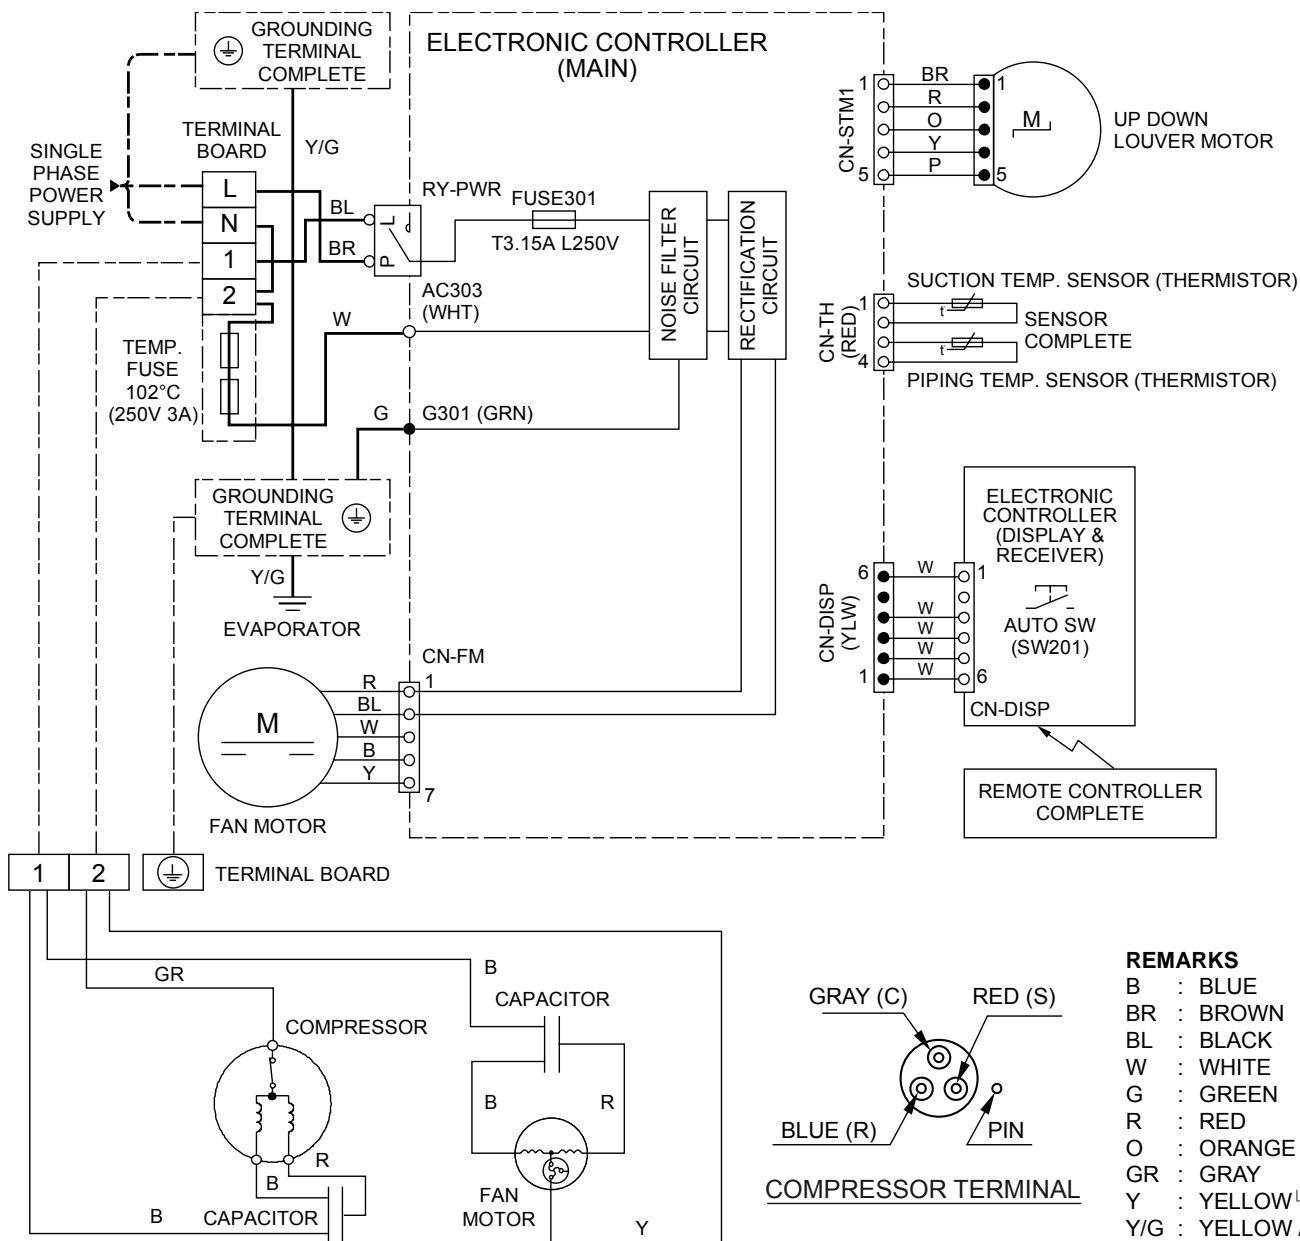 GROUNDING
TERMINAL
COMPLETE
ELECTRONIC CONTROLLER
(MAIN)
TERMINAL
BOARD
Y/G
SINGLE
PHASE
POWER
SUPPLY
L
N
1
2
BL
BR
RY-PWR
L
P
FUSE301
T3.15A L250V
NOISE FILTER
CIRCUIT
RECTIFICATION
CIRCUIT
AC303
(WHT)
W
TEMP.
FUSE
102°C
(250V 3A)
G
G301 (GRN)
GROUNDING
TERMINAL
COMPLETE
Y/G
EVAPORATOR
CN-FM
R
BL
W
B
Y
1
7
M
FAN MOTOR
CN-STM1
1
5
BR
R
O
Y
P
1
5
M
UP DOWN
LOUVER MOTOR
SUCTION TEMP. SENSOR (THERMISTOR)
CN-TH
(RED)
1
4
t°
t°
SENSOR
COMPLETE
PIPING TEMP. SENSOR (THERMISTOR)
ELECTRONIC
CONTROLLER
(DISPLAY &
RECEIVER)
AUTO SW
(SW201)
CN-DISP
(YLW)
6
1
W
W
W
W
W
1
6
CN-DISP
REMOTE CONTROLLER
COMPLETE
1
2
TERMINAL BOARD
GR
B
CAPACITOR
COMPRESSOR
B
R
R
B
B
CAPACITOR
FAN
MOTOR
Y
GRAY (C)
RED (S)
BLUE (R)
PIN
COMPRESSOR TERMINAL
REMARKS
B : BLUE
BR : BROWN
BL : BLACK
W : WHITE
G : GREEN
R : RED
O : ORANGE
GR : GRAY
Y : YELLOW
Y/G : YELLOW